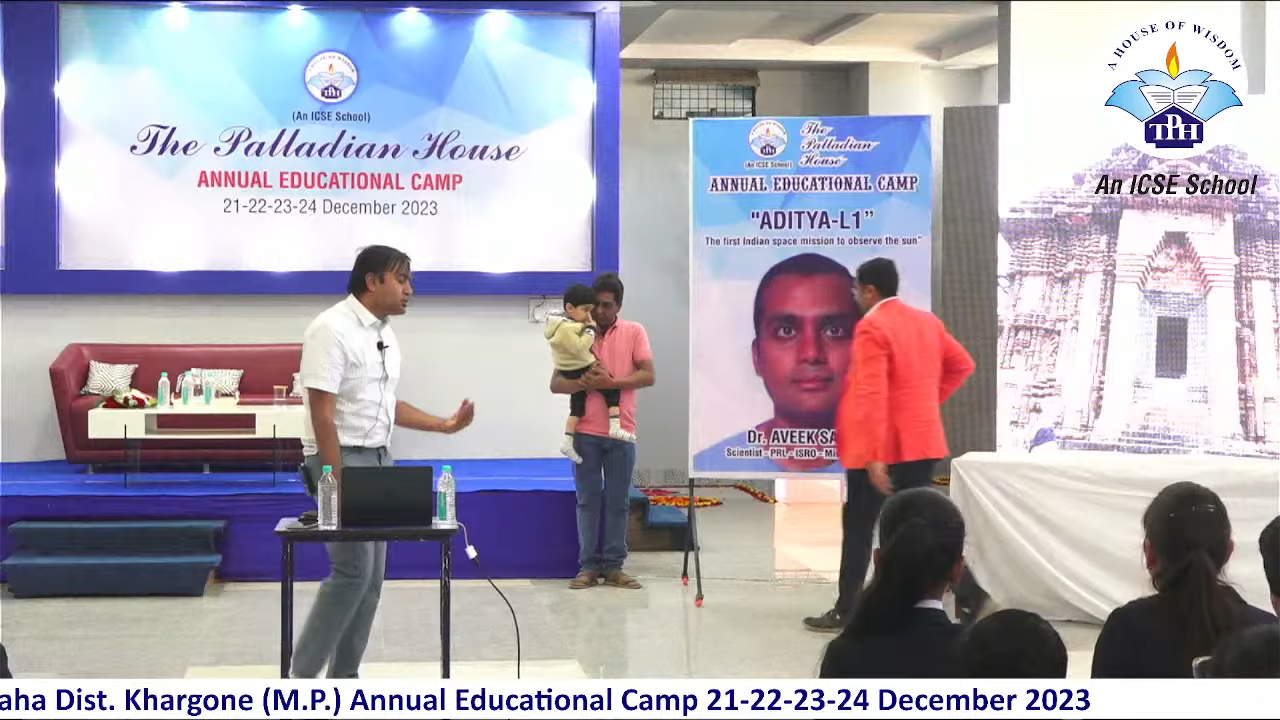 (An ICSE School)
The Palladian House
ANNUAL EDUCATIONAL CAMP
21-22-23-24 December 2023
TPH
The
Palladian
House
(An ICSE School)
ANNUAL EDUCATIONAL CAMP
"ADITYA-L1"
The first Indian space mission to observe the sun"
Dr. AVEEK SA
Scientist - PRL - ISRO - Mi
A HOUSE OF WISDOM
TPH
An ICSE School
aha Dist. Khargone (M.P.) Annual Educational Camp 21-22-23-24 December 2023